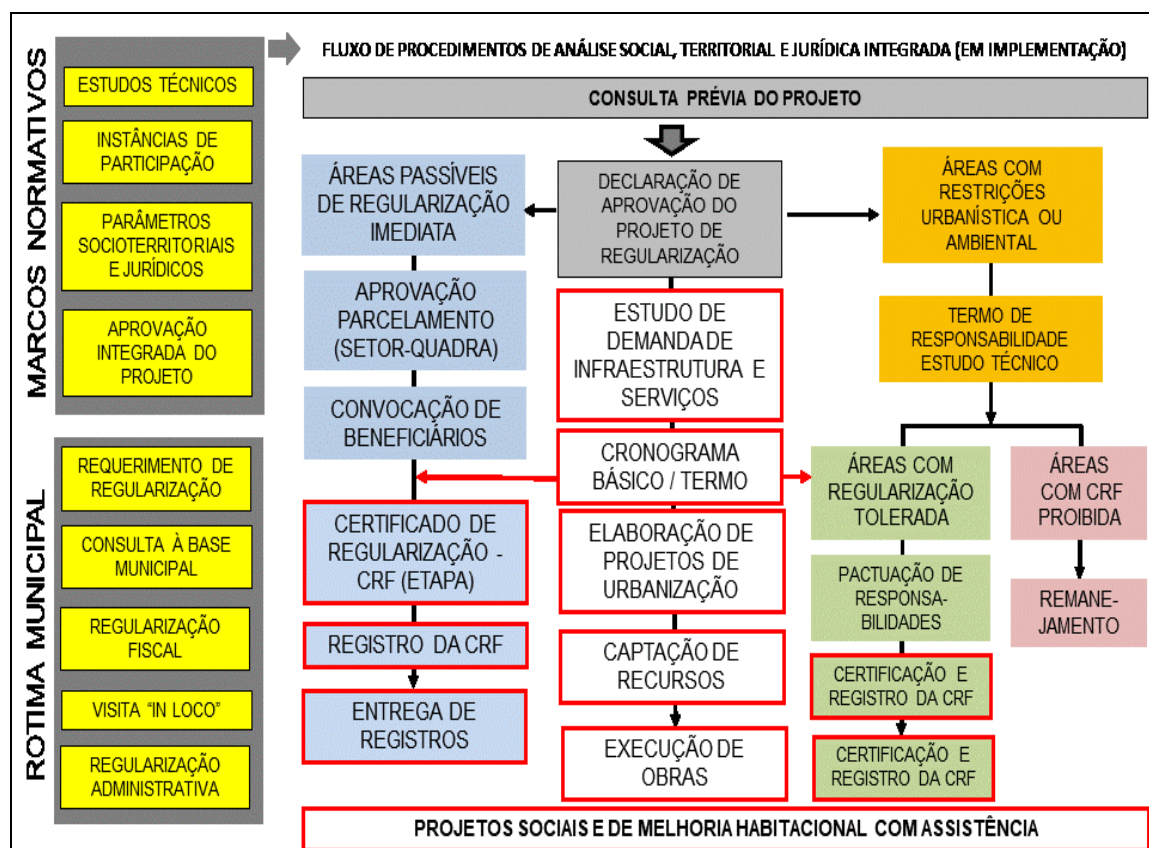 MARCOS NORMATIVOS
ESTUDOS TÉCNICOS
INSTÂNCIAS DE
PARTICIPAÇÃO
PARÂMETROS
SOCIOTERRITORIAIS
E JURÍDICOS
APROVAÇÃO
INTEGRADA DO
PROJETO
ROTIMA MUNICIPAL
REQUERIMENTO DE
REGULARIZAÇÃO
CONSULTA À BASE
MUNICIPAL
REGULARIZAÇÃO
FISCAL
VISITA "IN LOCO"
REGULARIZAÇÃO
ADMINISTRATIVA
FLUXO DE PROCEDIMENTOS DE ANÁLISE SOCIAL, TERRITORIAL E JURÍDICA INTEGRADA (EM IMPLEMENTAÇÃO)
CONSULTA PRÉVIA DO PROJETO
ÁREAS PASSÍVEIS
DE REGULARIZAÇÃO
IMEDIATA
APROVAÇÃO
PARCELAMENTO
(SETOR-QUADRA)
CONVOCAÇÃO DE
BENEFICIÁRIOS
CERTIFICADO DE
REGULARIZAÇÃO -
CRF (ETAPA)
REGISTRO DA CRF
ENTREGA DE
REGISTROS
DECLARAÇÃO DE
APROVAÇÃO DO
PROJETO DE
REGULARIZAÇÃO
ESTUDO DE
DEMANDA DE
INFRAESTRUTURA E
SERVIÇOS
CRONOGRAMA
BÁSICO / TERMO
ELABORAÇÃO DE
PROJETOS DE
URBANIZAÇÃO
CAPTAÇÃO DE
RECURSOS
EXECUÇÃO DE
OBRAS
ÁREAS COM
RESTRIÇÕES
URBANÍSTICA OU
AMBIENTAL
TERMO DE
RESPONSABILIDADE
ESTUDO TÉCNICO
ÁREAS COM
REGULARIZAÇÃO
TOLERADA
PACTUAÇÃO DE
RESPONSA-
BILIDADES
CERTIFICAÇÃO E
REGISTRO DA CRF
CERTIFICAÇÃO E
REGISTRO DA CRF
ÁREAS
COM CRF
PROIBIDA
REMANE-
JAMENTO
PROJETOS SOCIAIS E DE MELHORIA HABITACIONAL COM ASSISTÊNCIA